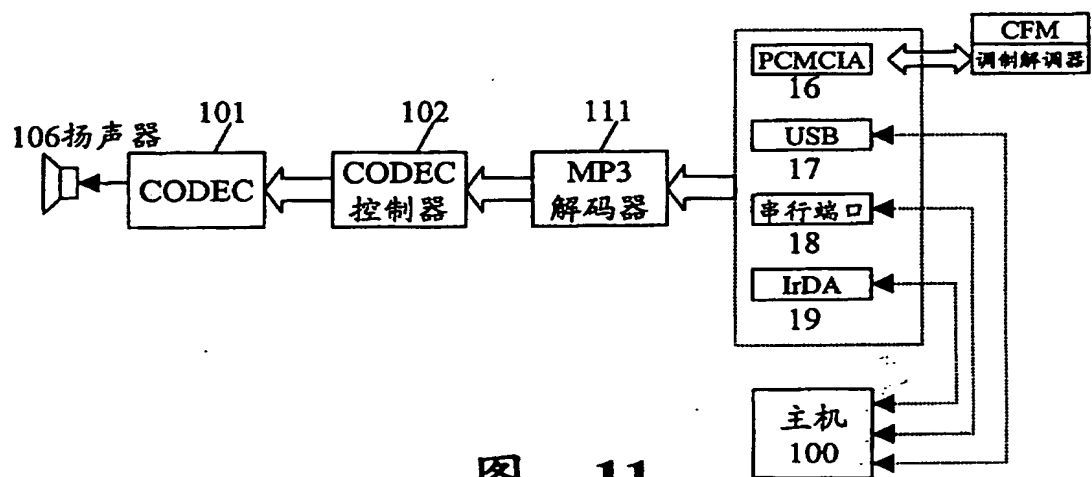 CFM
调制解调器
PCMCIA
16
106扬声器
101
102
111
USB
17
CODEC
CODEC
控制器
MP3
解码器
串行端口
18
IrDA
19
主机
100
图 11